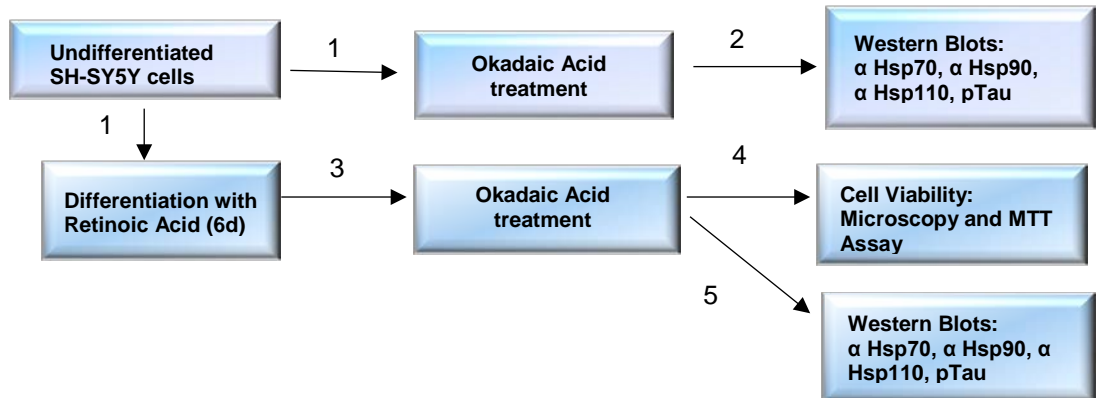 Undifferentiated
SH-SY5Y cells
1
Okadaic Acid
treatment
2
Western Blots:
α Hsp70, α Hsp90,
α Hsp110, pTau
1
Differentiation with
Retinoic Acid (6d)
3
Okadaic Acid
treatment
4
Cell Viability:
Microscopy and MTT
Assay
5
Western Blots:
α Hsp70, α Hsp90, α
Hsp110, pTau